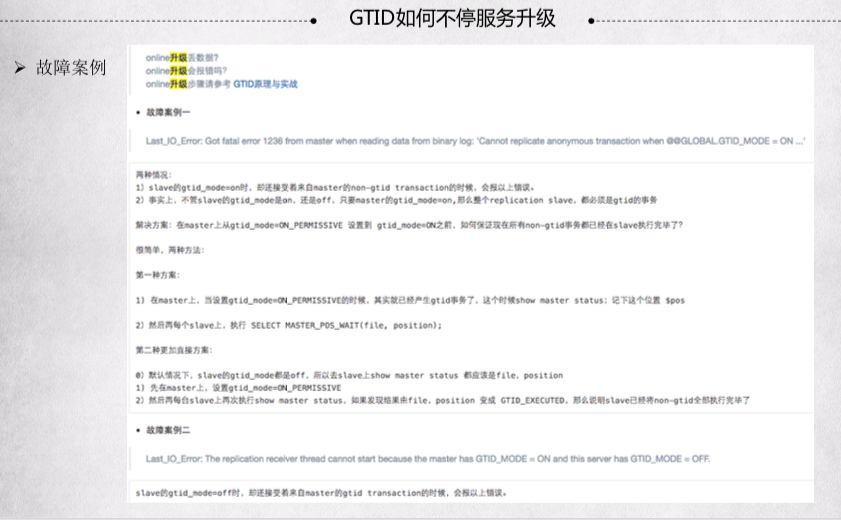 GTID如何不停服务升级
故障案例
online升级丢数据?
online升级会报错吗?
online升级步骤请参考 GTID原理与实战
故障案例一
Last_IO_Error: Got fatal error 1236 from master when reading data from binary log: 'Cannot replicate anonymous transaction when @@GLOBAL.GTID_MODE = ON ...'
两种情况:
1) slave的gtid_mode=on时, 却还接受着来自master的non-gtid transaction的时候, 会报以上错误。
2) 事实上, 不管slave的gtid_mode是on, 还是off, 只要master的gtid_mode=on,那么整个replication slave, 都必须是gtid的事务
解决方案: 在master上从gtid_mode=ON_PERMISSIVE 设置到 gtid_mode=ON之前, 如何保证现在所有non-gtid事务都已经在slave执行完毕了?
很简单, 两种方法:
第一种方案:
1) 在master上, 当设置gtid_mode=ON_PERMISSIVE的时候, 其实就已经产生gtid事务了, 这个时候show master status; 记下这个位置 $pos
2) 然后再每个slave上, 执行 SELECT MASTER_POS_WAIT(file, position);
第二种更加直接方案:
0) 默认情况下, slave的gtid_mode都是off, 所以去slave上show master status 都应该是file, position
1) 先在master上, 设置gtid_mode=ON_PERMISSIVE
2) 然后再每台slave上再次执行show master status, 如果发现结果由file, position 变成 GTID_EXECUTED, 那么说明slave已经将non-gtid全部执行完毕了
故障案例二
Last_IO_Error: The replication receiver thread cannot start because the master has GTID_MODE = ON and this server has GTID_MODE = OFF.
slave的gtid_mode=off时, 却还接受着来自master的gtid transaction的时候, 会报以上错误。